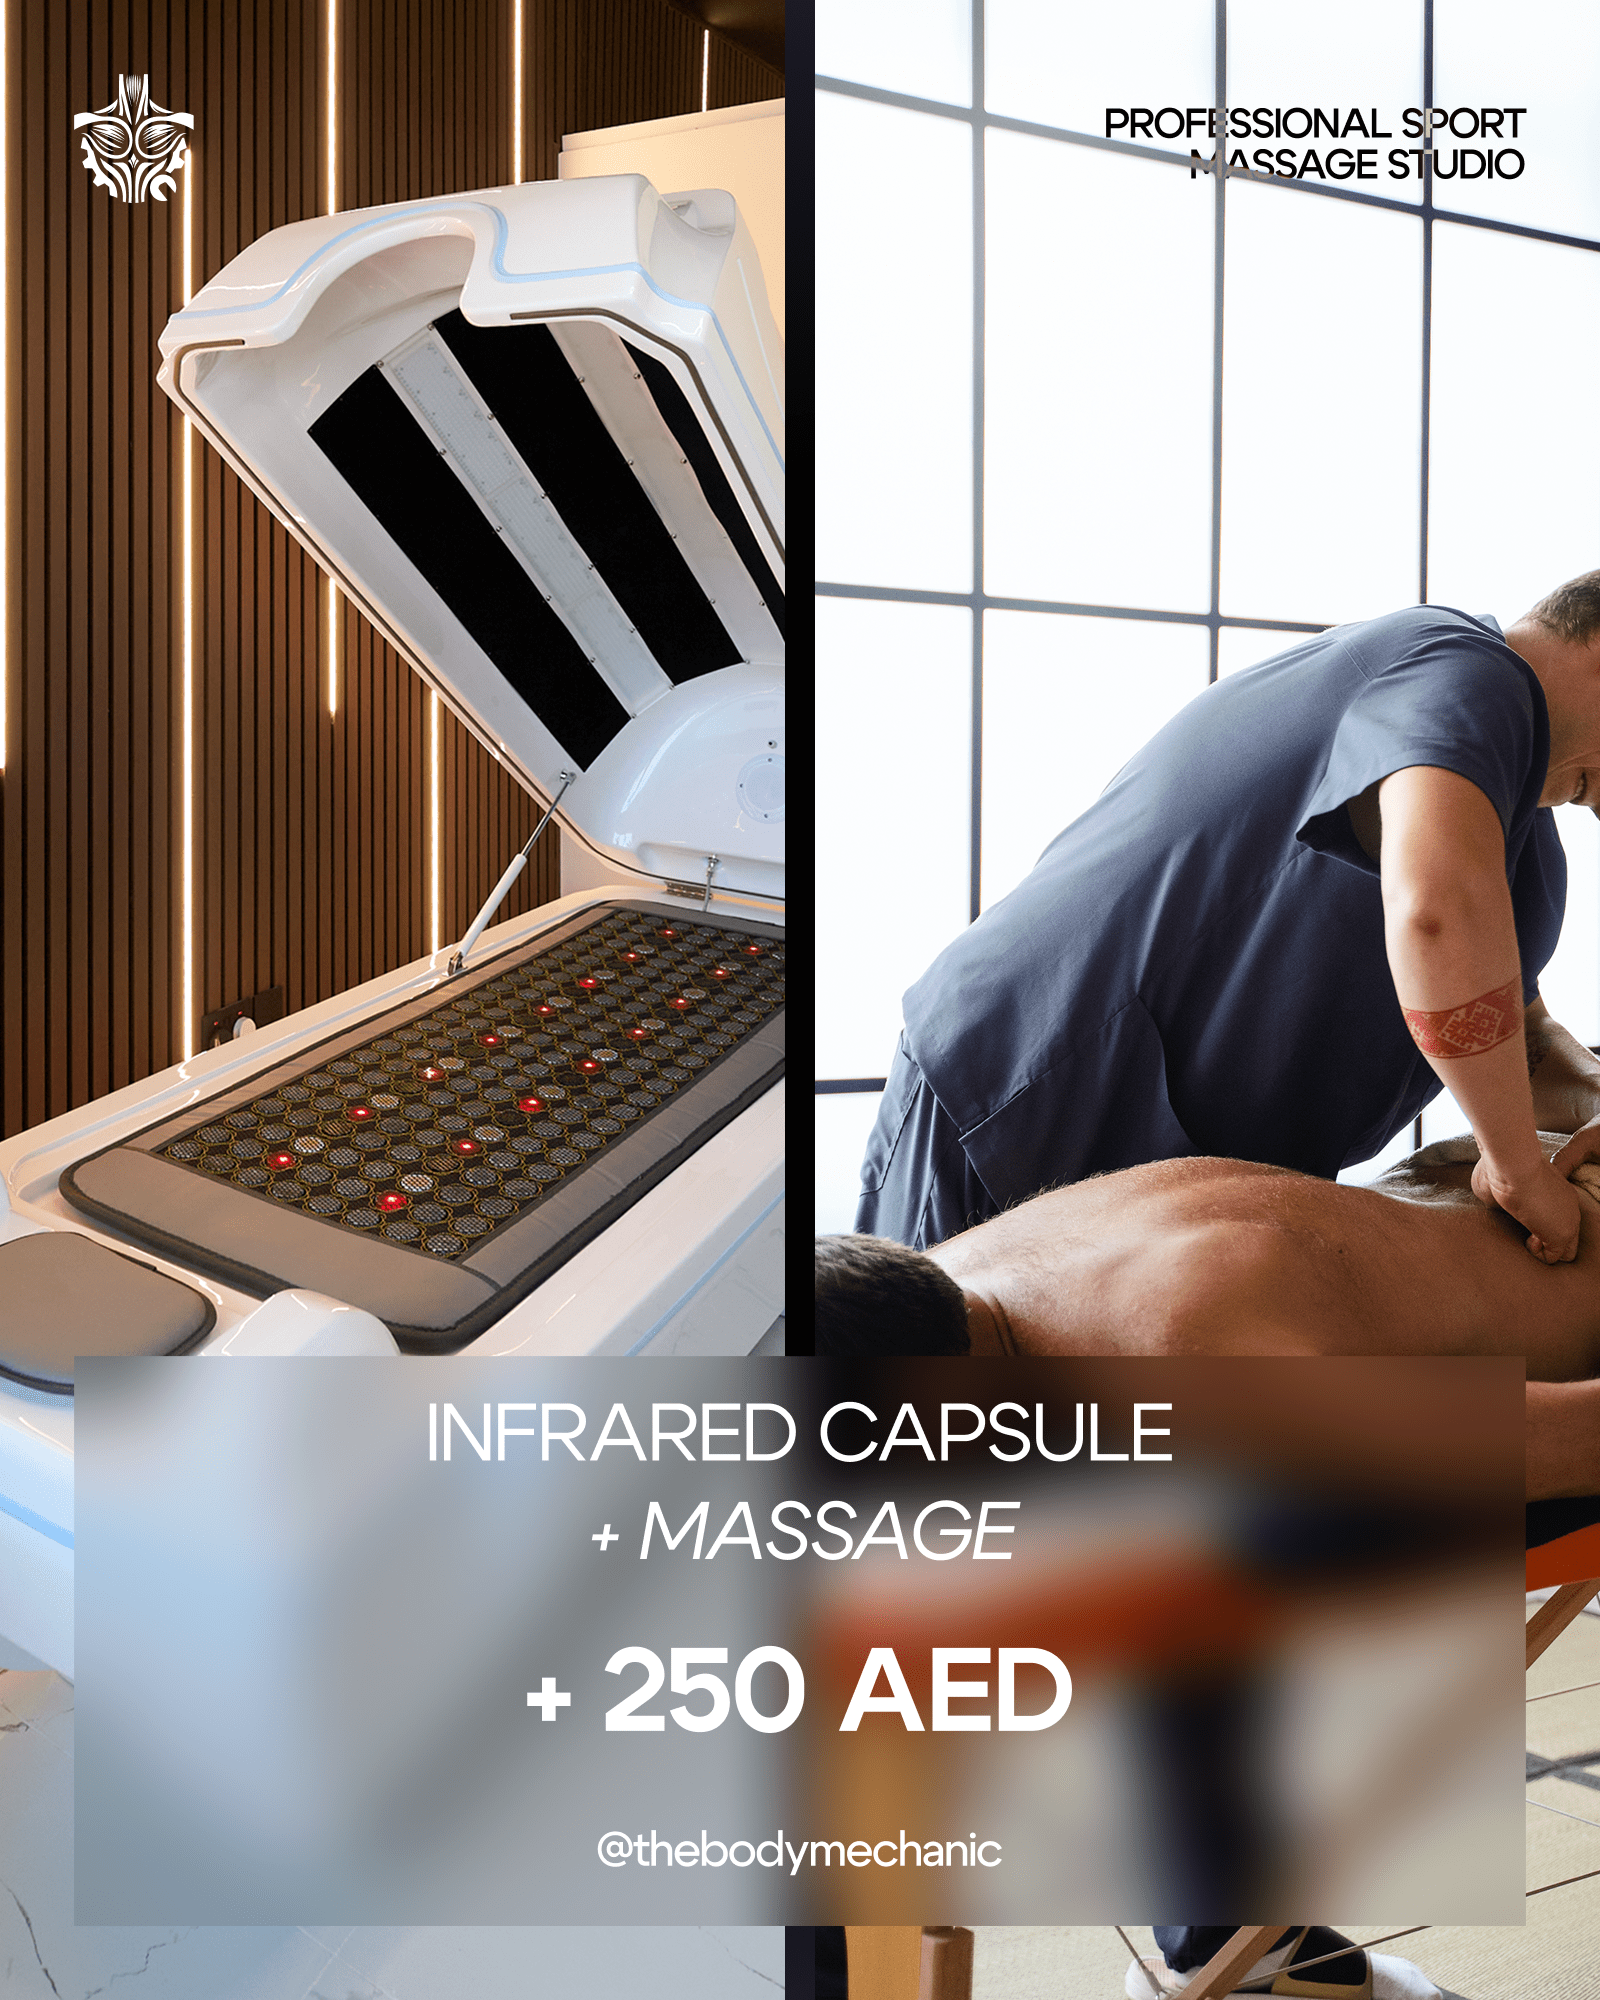 PROFESSIONAL SPORT
MASSAGE STUDIO
INFRARED CAPSULE
+ MASSAGE
+ 250 AED
@thebodymechanic